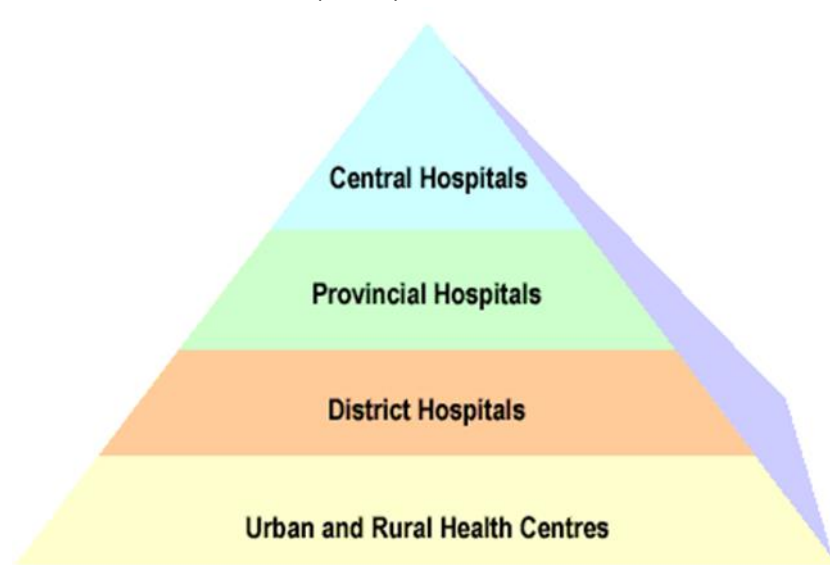 Central Hospitals
Provincial Hospitals
District Hospitals
Urban and Rural Health Centres